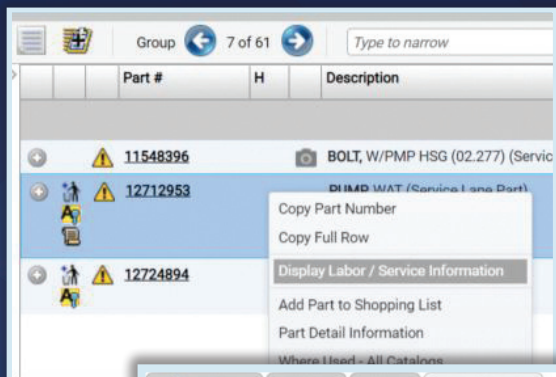 Group 7 of 61 Type to narrow
Part # H Description
11548396 BOLT, W/PMP HSG (02.277) (Servic
12712953 PUMP, WAT (Service Lane Part)
Copy Part Number
Copy Full Row
Display Labor / Service Information
12724894
Add Part to Shopping List
Part Detail Information
Where Used - All Catalogs